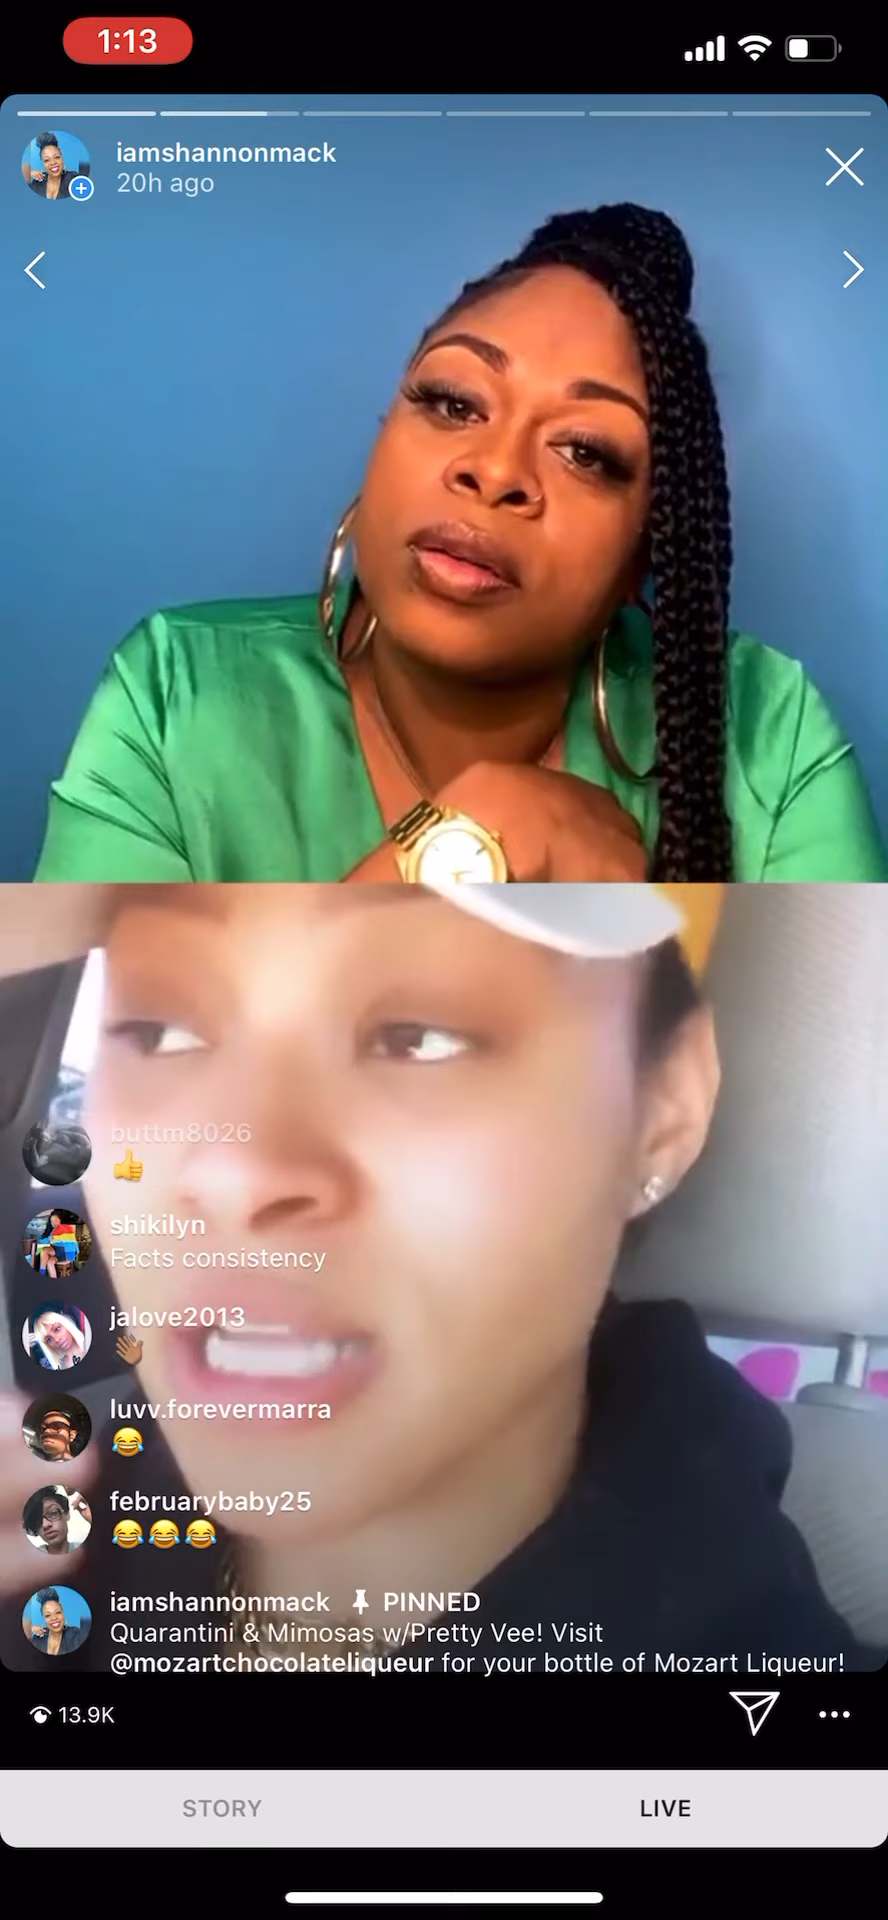 1:13
iamshannonmack
20h ago
buttm8026
👍
shikilyn
Facts consistency
jalove2013
👋🏾
luvv.forevermarra
😂
februarybaby25
😂😂😂
iamshannonmack 📌 PINNED
Quarantini & Mimosas w/Pretty Vee! Visit
@mozartchocolateliqueur for your bottle of Mozart Liqueur!
13.9K
STORY
LIVE